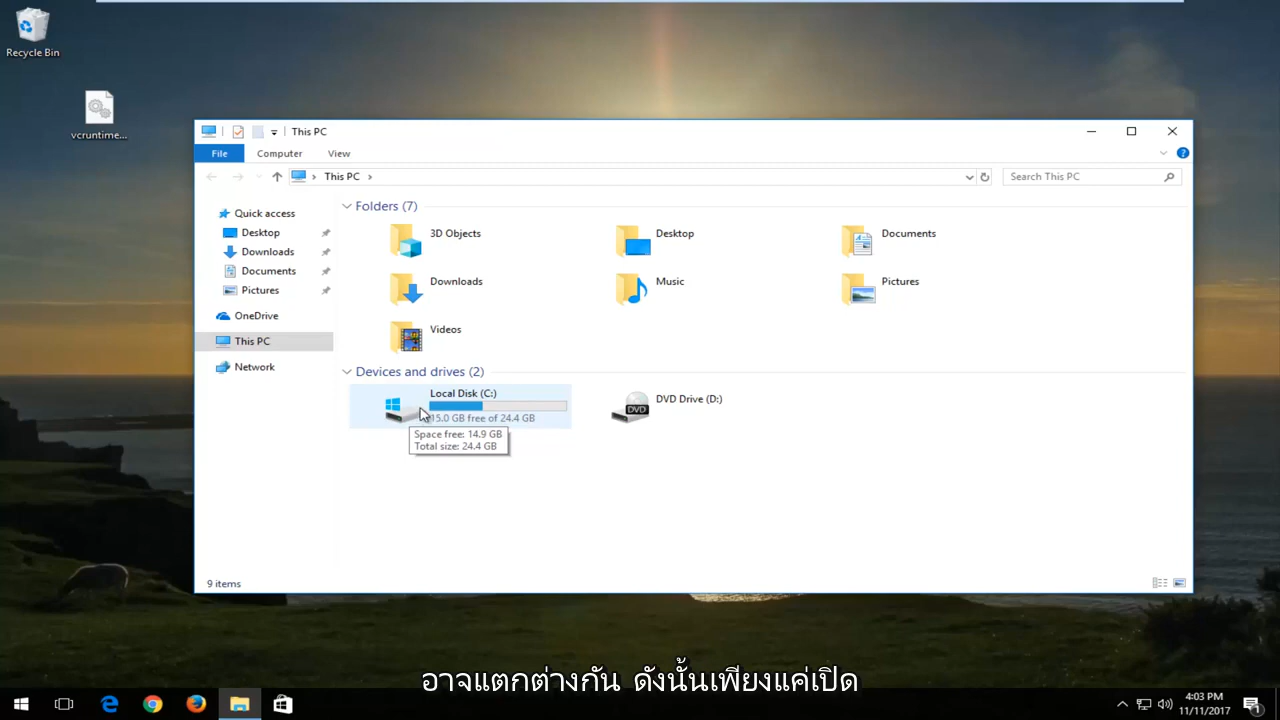 Recycle Bin
vcruntime...
This PC
File Computer View
This PC
Search This PC
Quick access
Desktop
Downloads
Documents
Pictures
OneDrive
This PC
Network
Folders (7)
3D Objects
Desktop
Documents
Downloads
Music
Pictures
Videos
Devices and drives (2)
Local Disk (C:)
15.0 GB free of 24.4 GB
DVD Drive (D:)
DVD
Space free: 14.9 GB
Total size: 24.4 GB
9 items
อาจแตกต่างกัน ดังนั้นเพียงแค่เปิด
4:03 PM
11/11/2017
1